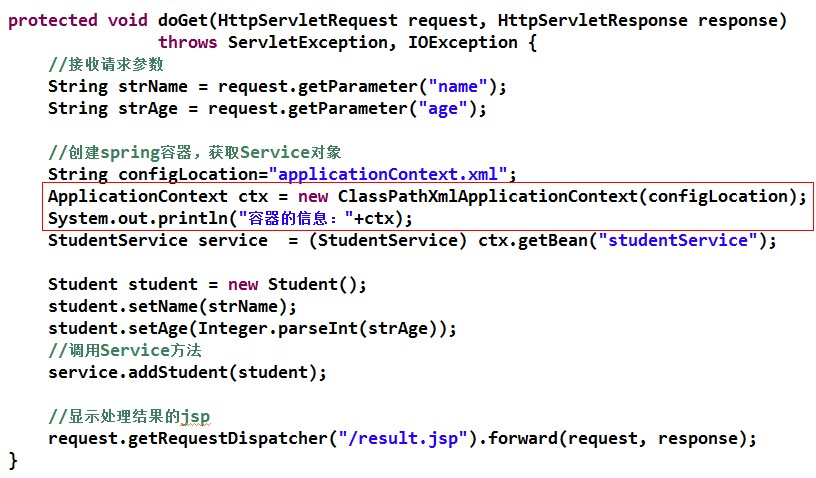 protected void doGet(HttpServletRequest request, HttpServletResponse response)
throws ServletException, IOException {
//接收请求参数
String strName = request.getParameter("name");
String strAge = request.getParameter("age");
//创建spring容器，获取Service对象
String configLocation="applicationContext.xml";
ApplicationContext ctx = new ClassPathXmlApplicationContext(configLocation);
System.out.println("容器的信息："+ctx);
StudentService service  = (StudentService) ctx.getBean("studentService");
Student student = new Student();
student.setName(strName);
student.setAge(Integer.parseInt(strAge));
//调用Service方法
service.addStudent(student);
//显示处理结果的jsp
request.getRequestDispatcher("/result.jsp").forward(request, response);
}